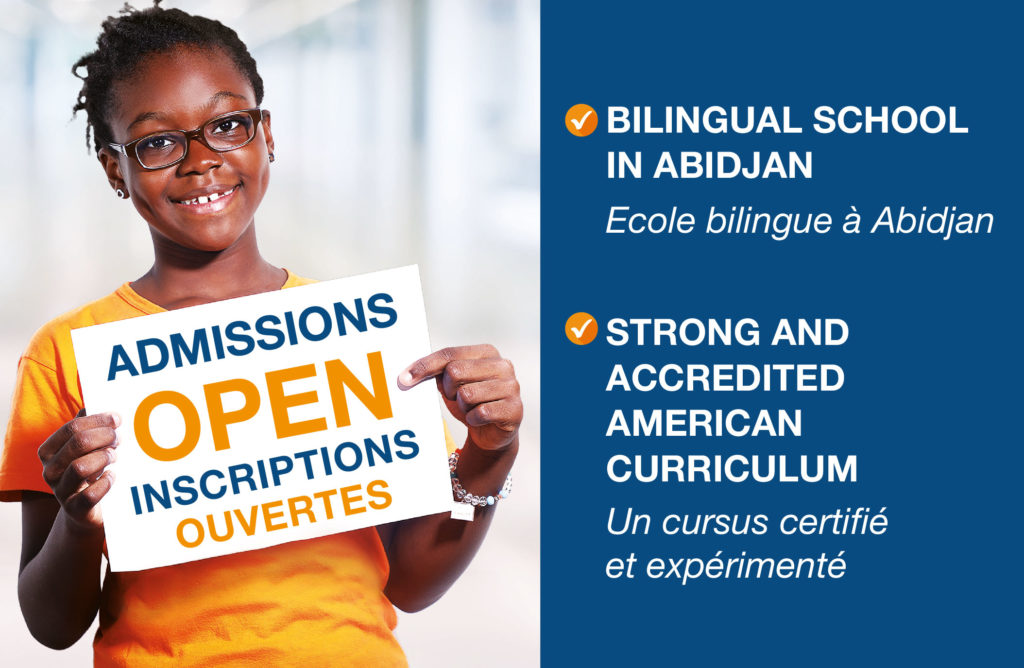 ADMISSIONS
OPEN
INSCRIPTIONS
OUVERTES
BILINGUAL SCHOOL
IN ABIDJAN
Ecole bilingue à Abidjan
STRONG AND
ACCREDITED
AMERICAN
CURRICULUM
Un cursus certifié
et expérimenté